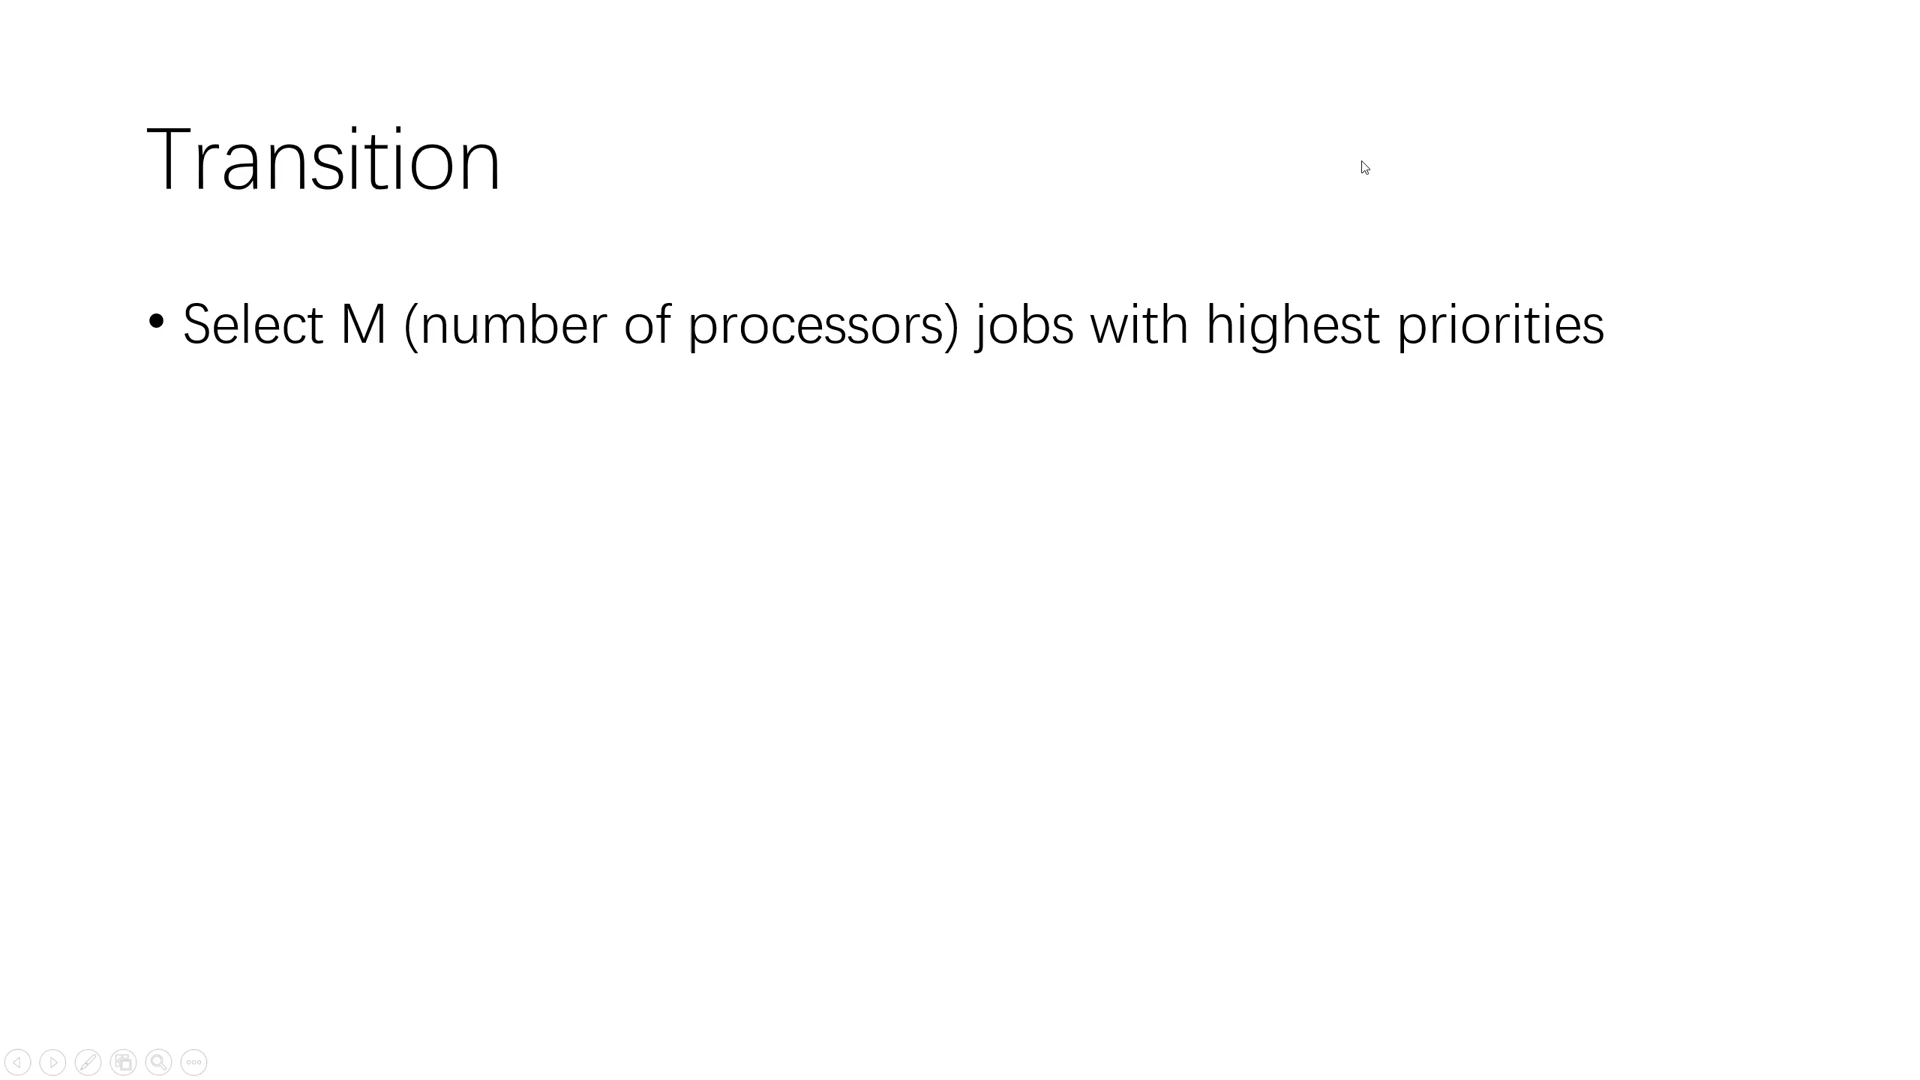 Transition
• Select M (number of processors) jobs with highest priorities